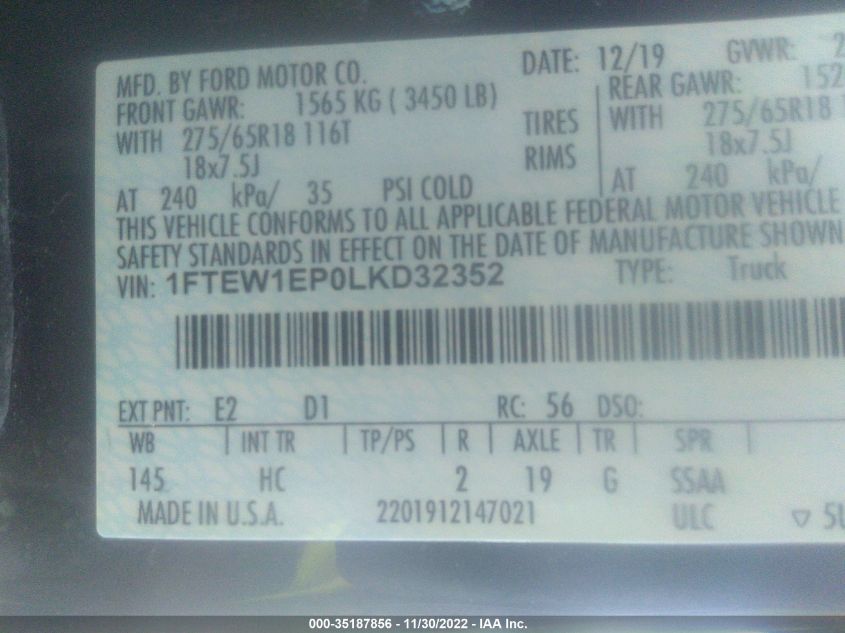 MFD. BY FORD MOTOR CO. DATE: 12/19 GVWR:
FRONT GAWR: 1565 KG ( 3450 LB) REAR GAWR: 152
WITH 275/65R18 116T TIRES WITH 275/65R18
18x7.5J RIMS 18x7.5J
AT 240 kPa/ 35 PSI COLD AT 240 kPa/
THIS VEHICLE CONFORMS TO ALL APPLICABLE FEDERAL MOTOR VEHICLE
SAFETY STANDARDS IN EFFECT ON THE DATE OF MANUFACTURE SHOWN
VIN: 1FTEW1EP0LKD32352 TYPE: Truck
EXT PNT: E2 D1 RC: 56 DSO:
WB INT TR TP/PS R AXLE TR SPR
145 HC 2 19 G SSAA
MADE IN U.S.A. 2201912147021 ULC ▽ 5
000-35187856 - 11/30/2022 - IAA Inc.